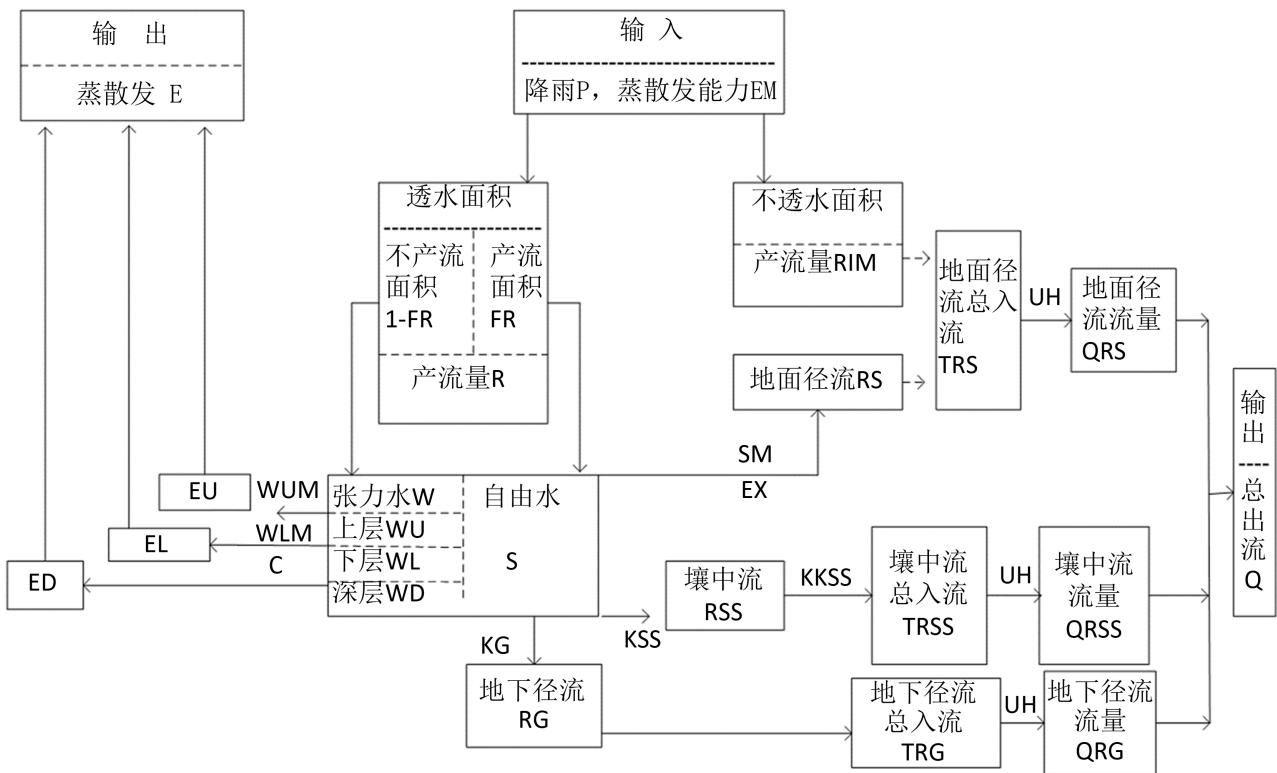 输 出
蒸散发 E
输 入
降雨P，蒸散发能力EM
透水面积
不产流
面积
1-FR
产流
面积
FR
产流量R
不透水面积
产流量RIM
地面径流RS
地面径
流总入
流
TRS
UH
地面径
流流量
QRS
输
出
总
出
流
Q
SM
EX
EU
WUM
EL
WLM
C
ED
张力水W
上层WU
下层WL
深层WD
自由水
S
KG
KSS
壤中流
RSS
KKSS
壤中流
总入流
TRSS
UH
壤中流
流量
QRSS
地下径流
RG
地下径流
总入流
TRG
UH
地下径流
流量
QRG